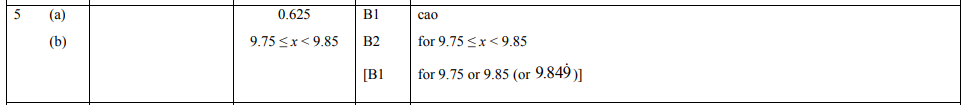 5 (a) 0.625 B1 cao
(b) 9.75 ≤ x < 9.85 B2 for 9.75 ≤ x < 9.85
[B1 for 9.75 or 9.85 (or 9.849̇ )]